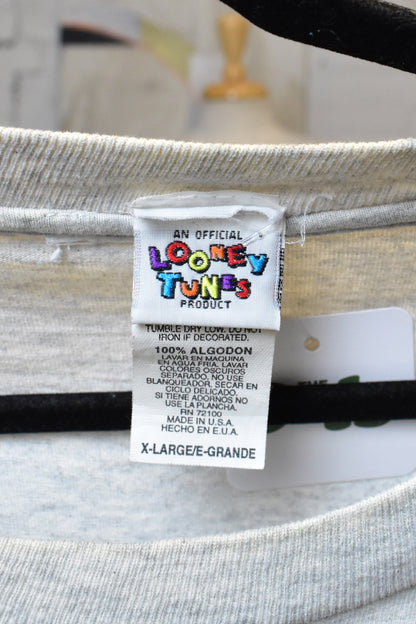 AN OFFICIAL
LOONEY
TUNES
PRODUCT
TUMBLE DRY LOW. DO NOT
IRON IF DECORATED.
100% ALGODON
LAVAR EN MAQUINA
EN AGUA FRIA. LAVAR
COLORES OSCUROS
SEPARADO. NO USE
BLANQUEADOR, SECAR EN
CICLO DELICADO.
SI TIENE ADORNOS NO
USE LA PLANCHA.
RN 72100
MADE IN U.S.A.
HECHO EN E.U.A.
X-LARGE/E-GRANDE
THE